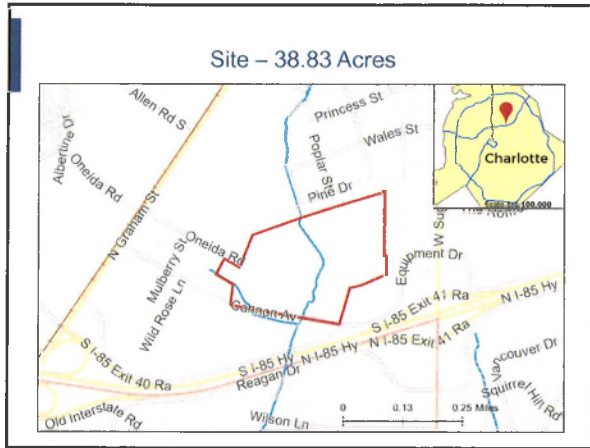 Site – 38.83 Acres
Allen Rd S
Princess St
Albertine Dr
Wales St
Poplar St
Charlotte
Oneida Rd
N Graham St
Pine Dr
W Su
Oneida Rd
Mulberry St
Equipment Dr
Wild Rose Ln
Cannon Av
S I-85 Exit 41 Ra
N I-85 Hy
S I-85 Exit 40 Ra
S I-85 Hy
N I-85 Hy
N I-85 Exit 41 Ra
Reagan Dr
Vancouver Dr
Squirrel Hill Rd
Old Interstate Rd
Wilson Ln
0 0.13 0.25 Miles